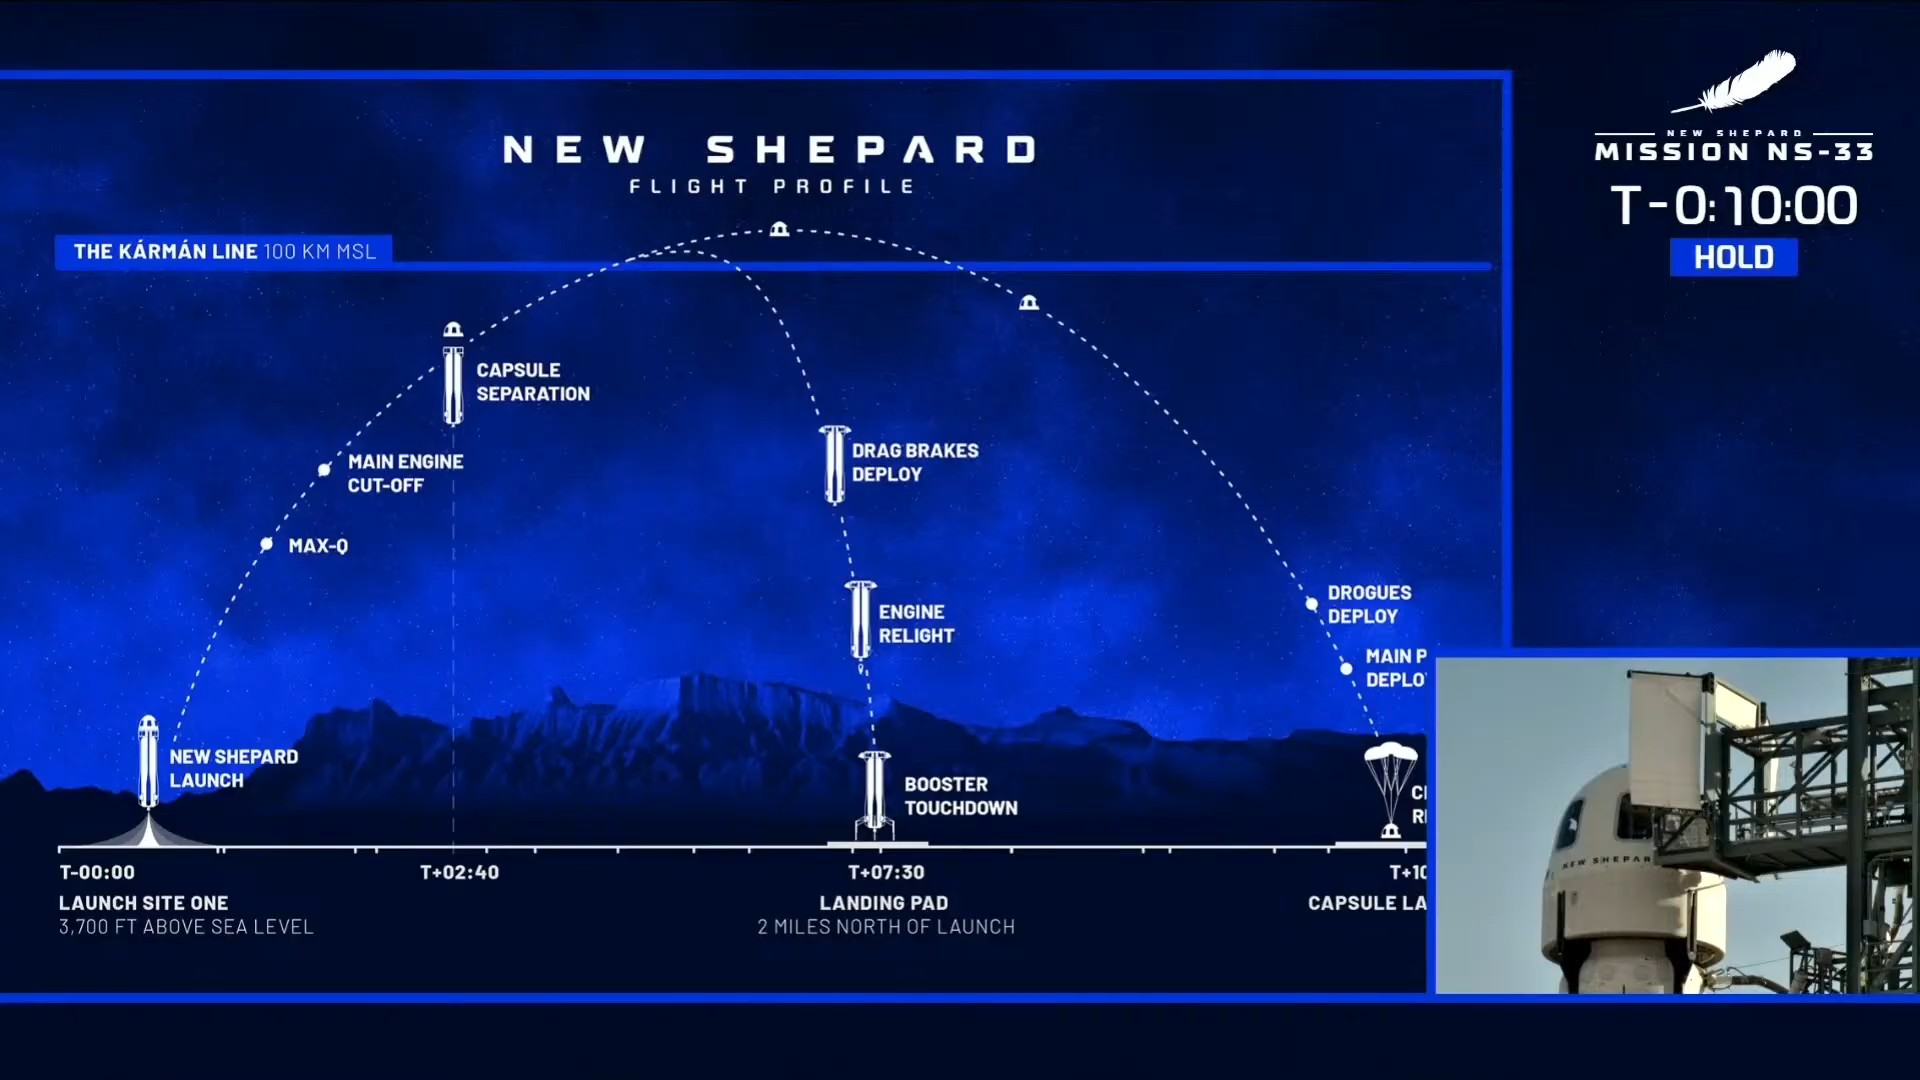 NEW SHEPARD
FLIGHT PROFILE
THE KÁRMÁN LINE 100 KM MSL
CAPSULE
SEPARATION
MAIN ENGINE
CUT-OFF
MAX-Q
NEW SHEPARD
LAUNCH
DRAG BRAKES
DEPLOY
ENGINE
RELIGHT
BOOSTER
TOUCHDOWN
DROGUES
DEPLOY
MAIN
T-00:00
LAUNCH SITE ONE
3,700 FT ABOVE SEA LEVEL
T+02:40
T+07:30
LANDING PAD
2 MILES NORTH OF LAUNCH
CAPSULE
NEW SHEPARD
MISSION NS-33
T-0:10:00
HOLD
NEW